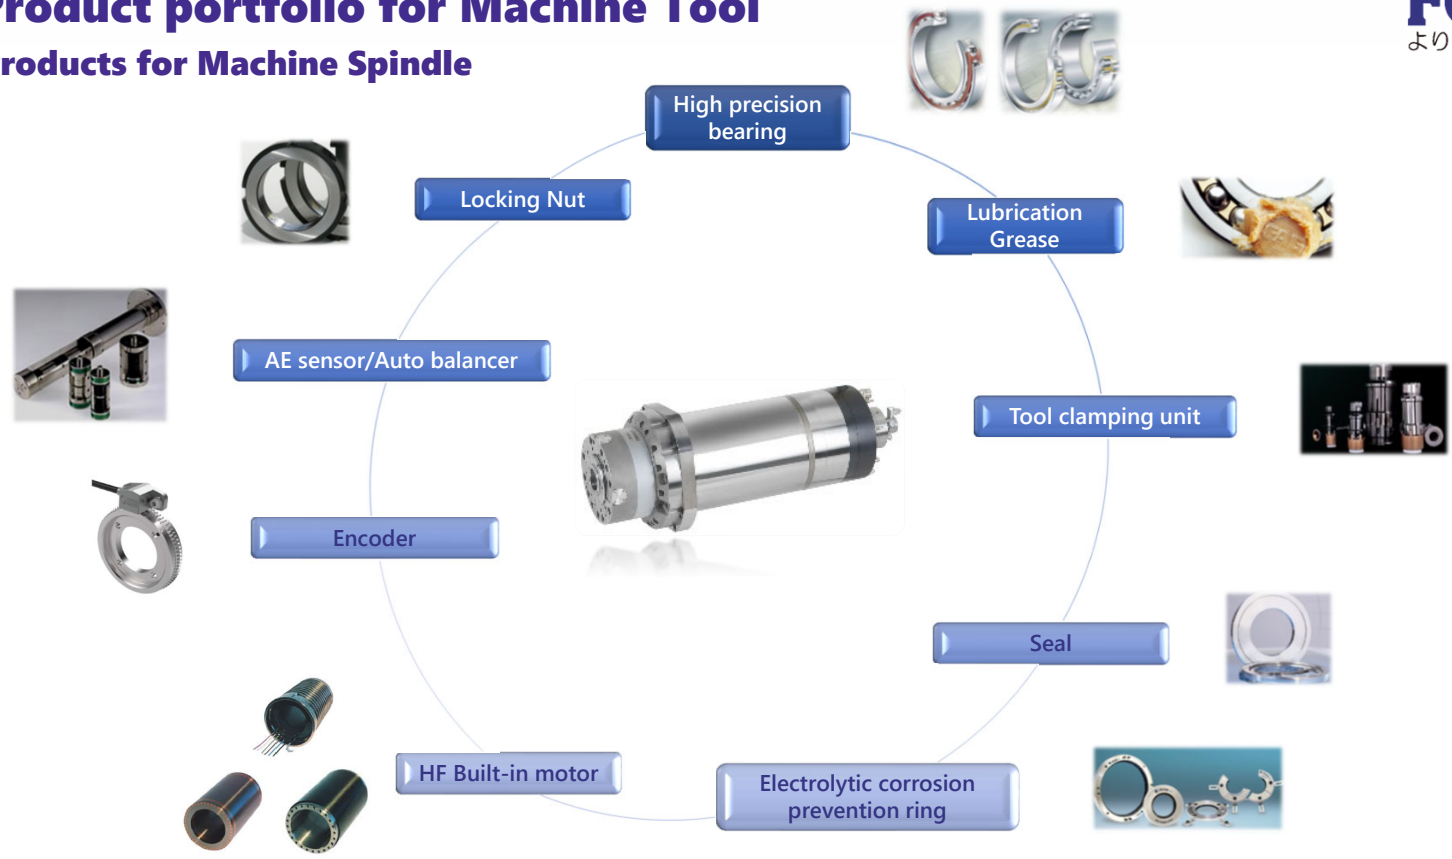 Product portfolio for Machine Tool
roducts for Machine Spindle
より
High precision
bearing
Locking Nut
Lubrication
Grease
AE sensor/Auto balancer
Tool clamping unit
Encoder
Seal
HF Built-in motor
Electrolytic corrosion
prevention ring